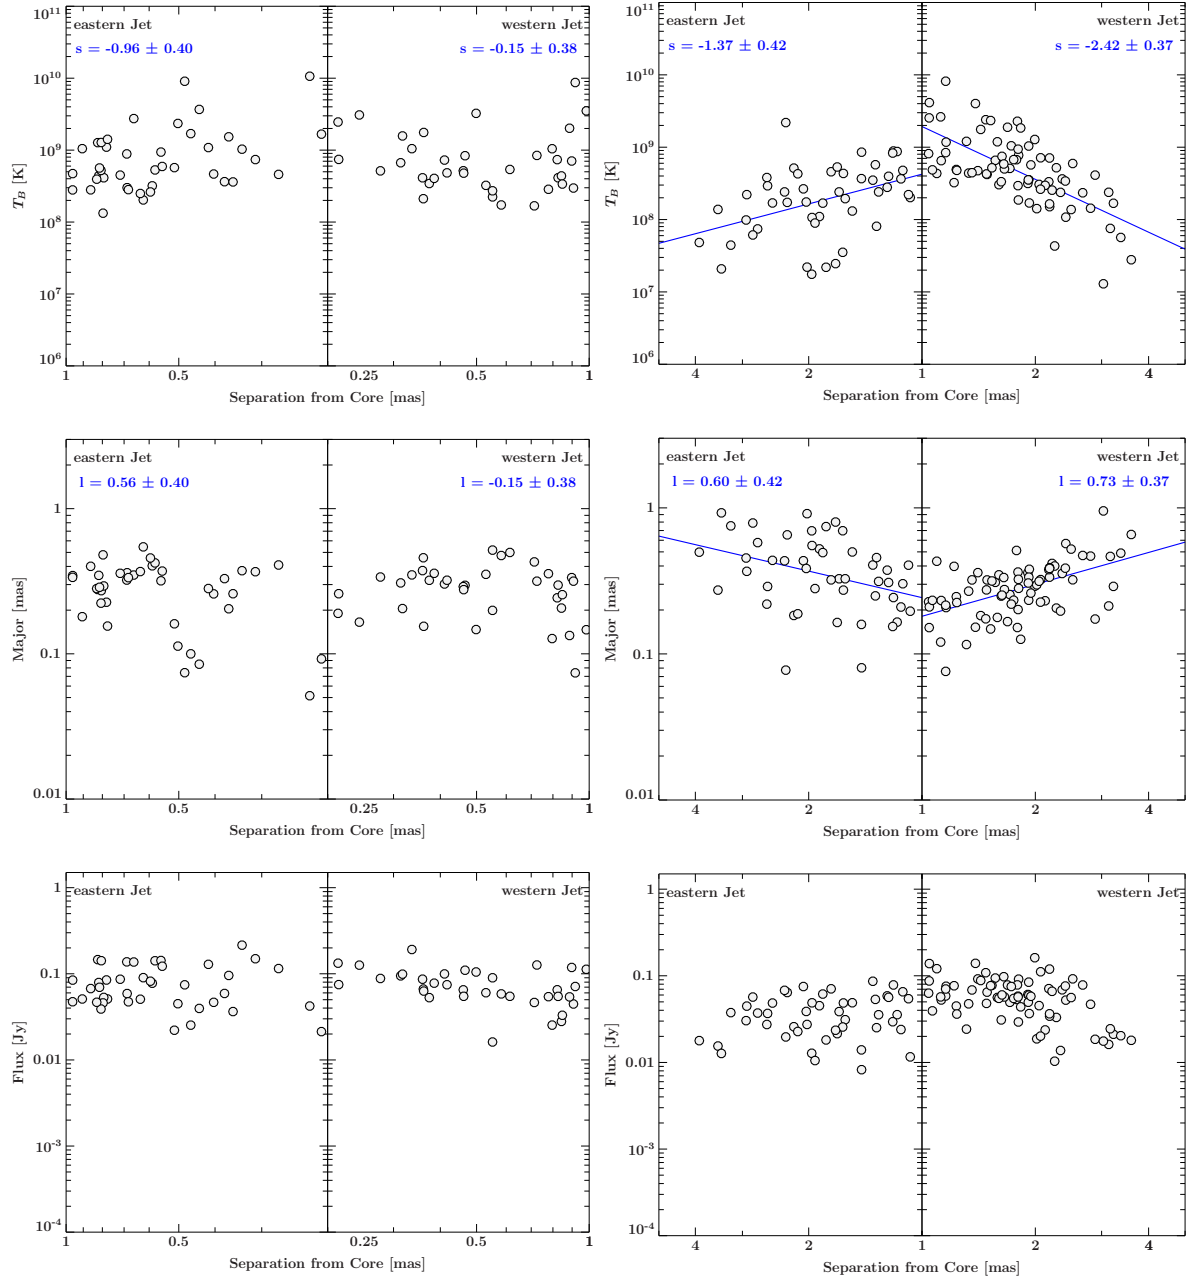 eastern Jet
western Jet
s = -0.96 ± 0.40
s = -0.15 ± 0.38
10^11
10^10
10^9
10^8
10^7
10^6
T_B [K]
1
0.5
0.25
0.5
1
Separation from Core [mas]
eastern Jet
western Jet
s = -1.37 ± 0.42
s = -2.42 ± 0.37
10^11
10^10
10^9
10^8
10^7
10^6
T_B [K]
4
2
1
2
4
Separation from Core [mas]
eastern Jet
western Jet
l = 0.56 ± 0.40
l = -0.15 ± 0.38
1
0.1
0.01
Major [mas]
1
0.5
0.25
0.5
1
Separation from Core [mas]
eastern Jet
western Jet
l = 0.60 ± 0.42
l = 0.73 ± 0.37
1
0.1
0.01
Major [mas]
4
2
1
2
4
Separation from Core [mas]
eastern Jet
western Jet
1
0.1
0.01
10^-3
10^-4
Flux [Jy]
1
0.5
0.25
0.5
1
Separation from Core [mas]
eastern Jet
western Jet
1
0.1
0.01
10^-3
10^-4
Flux [Jy]
4
2
1
2
4
Separation from Core [mas]